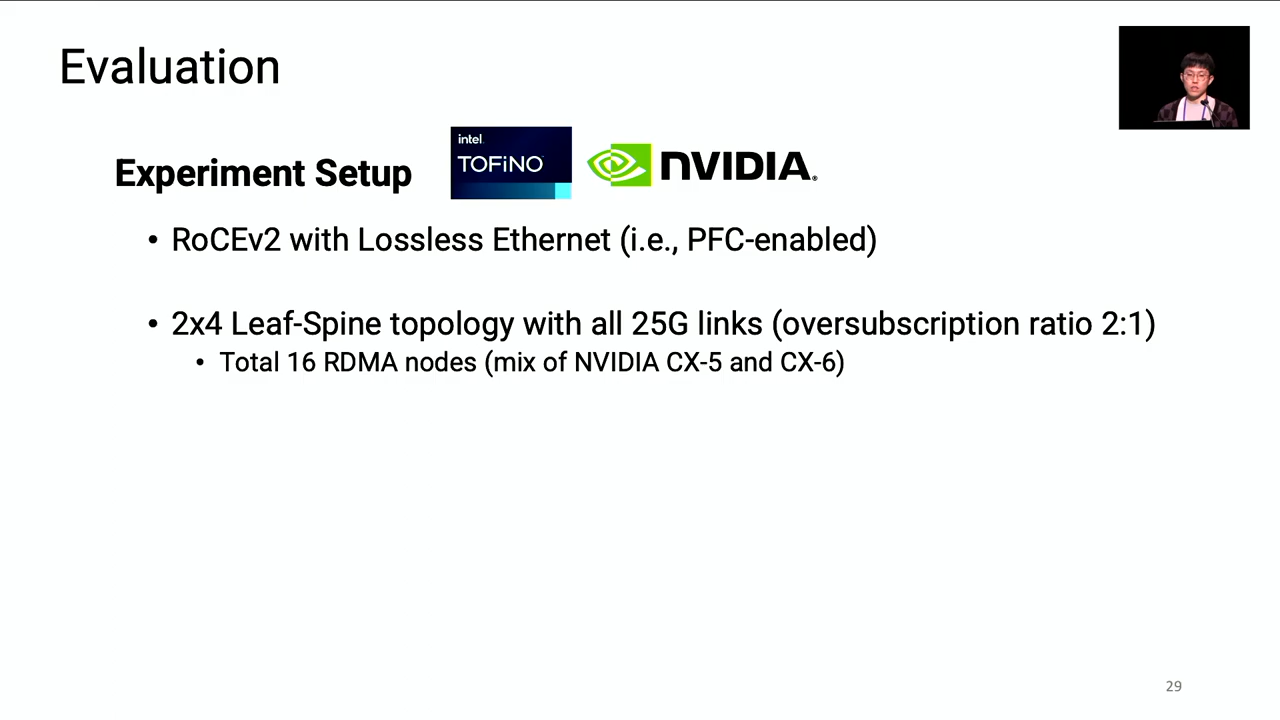 Evaluation
intel.
TOFINO
Experiment Setup
NVIDIA.
• RoCEv2 with Lossless Ethernet (i.e., PFC-enabled)
• 2x4 Leaf-Spine topology with all 25G links (oversubscription ratio 2:1)
• Total 16 RDMA nodes (mix of NVIDIA CX-5 and CX-6)
29